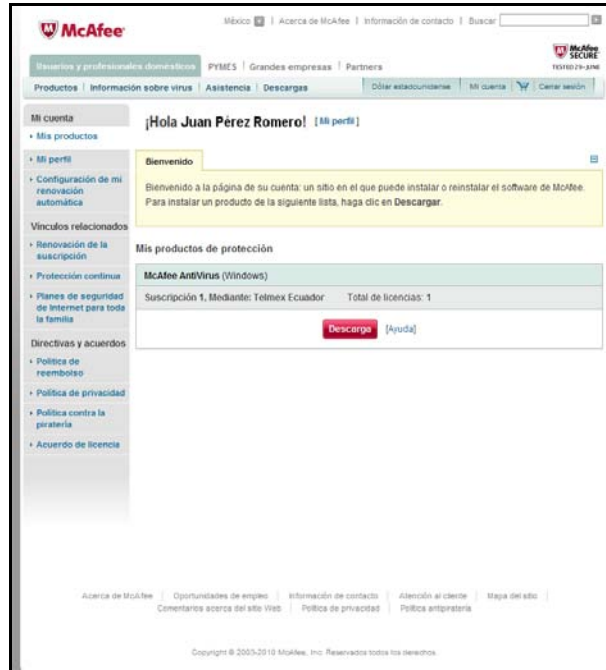 McAfee
México | Acerca de McAfee | Información de contacto | Buscar
McAfee SECURE
TESTED 29-JUNE
Usuarios y profesionales domésticos PYMES | Grandes empresas | Partners
Productos | Información sobre virus | Asistencia | Descargas
Dólar estadounidense | Mi cuenta | Cerrar sesión
Mi cuenta
Mis productos
Mi perfil
Configuración de mi
renovación
automática
Vínculos relacionados
Renovación de la
suscripción
Protección continua
Planes de seguridad
de Internet para toda
la familia
Directivas y acuerdos
Política de
reembolso
Política de privacidad
Política contra la
piratería
Acuerdo de licencia
¡Hola Juan Pérez Romero! [Mi perfil]
Bienvenido
Bienvenido a la página de su cuenta: un sitio en el que puede instalar o reinstalar el software de McAfee.
Para instalar un producto de la siguiente lista, haga clic en Descargar.
Mis productos de protección
McAfee AntiVirus (Windows)
Suscripción 1, Mediante: Telmex Ecuador Total de licencias: 1
Descarga [Ayuda]
Acerca de McAfee | Oportunidades de empleo | Información de contacto | Atención al cliente | Mapa del sitio |
Comentarios acerca del sitio Web | Política de privacidad | Política antipiratería
Copyright © 2003-2010 McAfee, Inc. Reservados todos los derechos.